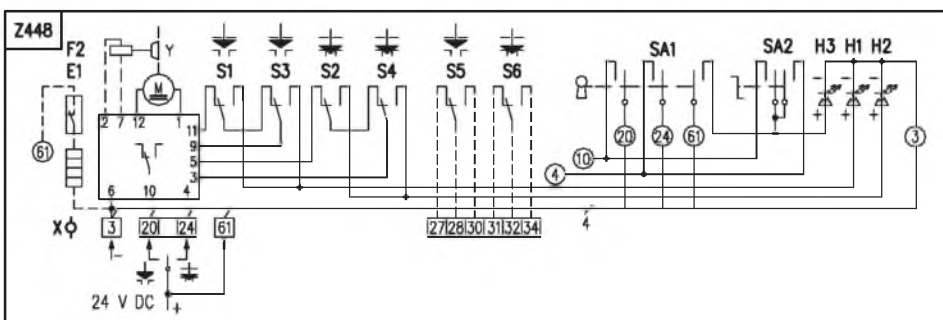 Z448
F2
E1
Y
M
S1 S3 S2 S4 S5 S6 SA1 SA2 H3 H1 H2
2 7 12 1
11
9
5
3
61
20 24 61
3
10
4
6 10 4
X
3 20 24 61
27 28 30 31 32 34
4
-
24 V DC
+
- - -
+ + +